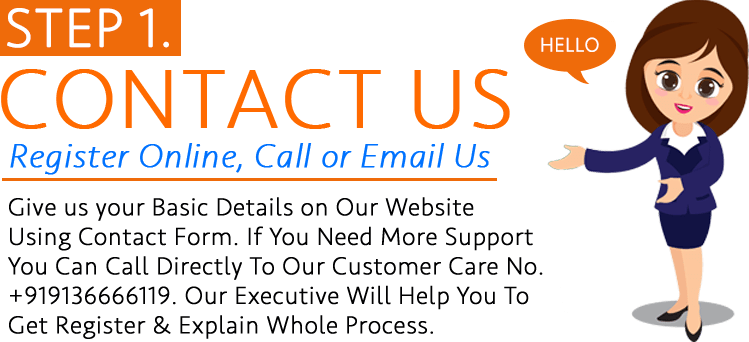 STEP 1.
HELLO
CONTACT US
Register Online, Call or Email Us
Give us your Basic Details on Our Website
Using Contact Form. If You Need More Support
You Can Call Directly To Our Customer Care No.
+919136666119. Our Executive Will Help You To
Get Register & Explain Whole Process.